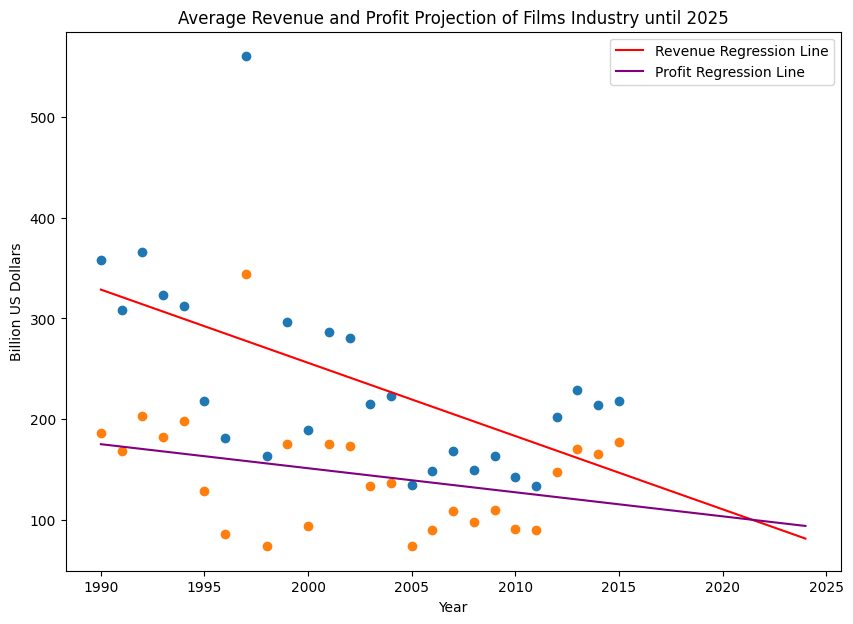 Average Revenue and Profit Projection of Films Industry until 2025
Revenue Regression Line
Profit Regression Line
Billion US Dollars
500
400
300
200
100
1990 1995 2000 2005 2010 2015 2020 2025
Year